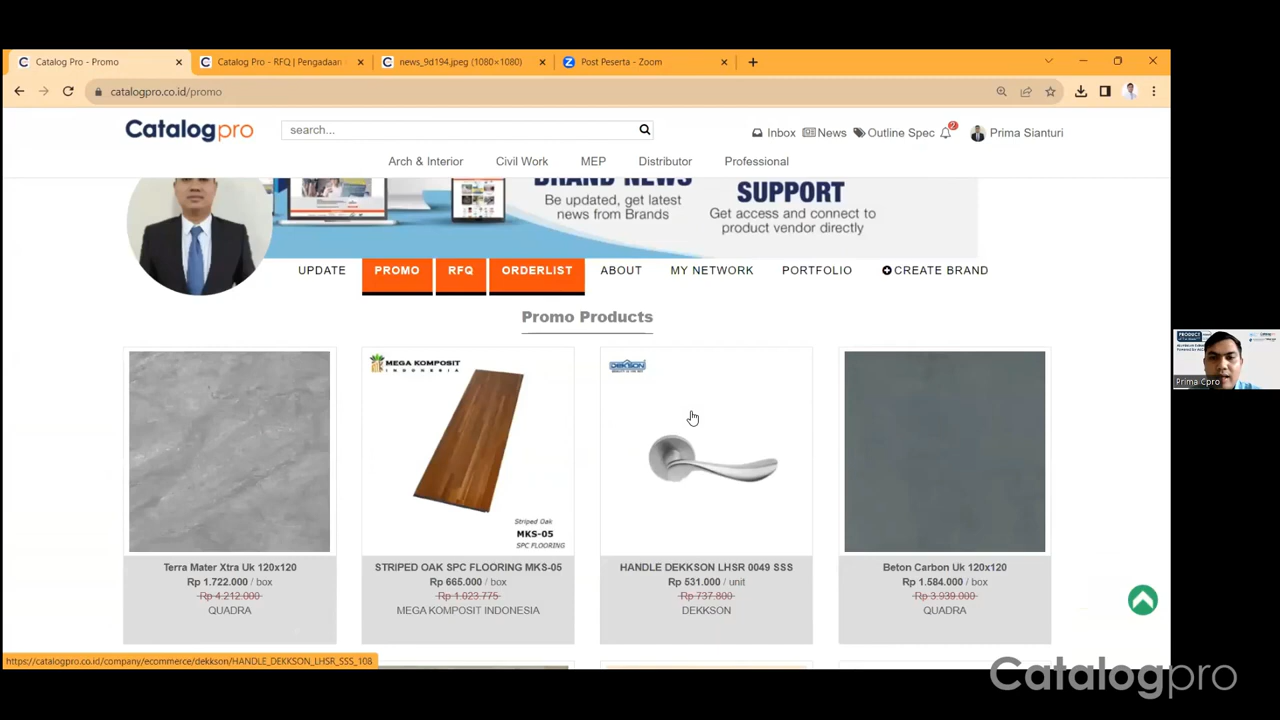 Catalog Pro - Promo
Catalog Pro - RFQ | Pengadaan
news_9d194.jpeg (1080×1080)
Post Peserta - Zoom
catalogpro.co.id/promo
Catalogpro
search...
Inbox
News
Outline Spec
2
Prima Sianturi
Arch & Interior
Civil Work
MEP
Distributor
Professional
BRAND NEWS
Be updated, get latest
news from Brands
SUPPORT
Get access and connect to
product vendor directly
UPDATE
PROMO
RFQ
ORDERLIST
ABOUT
MY NETWORK
PORTFOLIO
CREATE BRAND
Promo Products
MEGA KOMPOSIT
INDONESIA
Striped Oak
MKS-05
SPC FLOORING
DEKSON
Terra Mater Xtra Uk 120x120
Rp 1.722.000 / box
Rp 4.212.000
QUADRA
STRIPED OAK SPC FLOORING MKS-05
Rp 665.000 / box
Rp 1.023.775
MEGA KOMPOSIT INDONESIA
HANDLE DEKKSON LHSR 0049 SSS
Rp 531.000 / unit
Rp 737.800
DEKKSON
Beton Carbon Uk 120x120
Rp 1.584.000 / box
Rp 3.939.000
QUADRA
https://catalogpro.co.id/company/ecommerce/dekkson/HANDLE_DEKKSON_LHSR_SSS_108
PRODUCT
Prima Cpro
Catalogpro